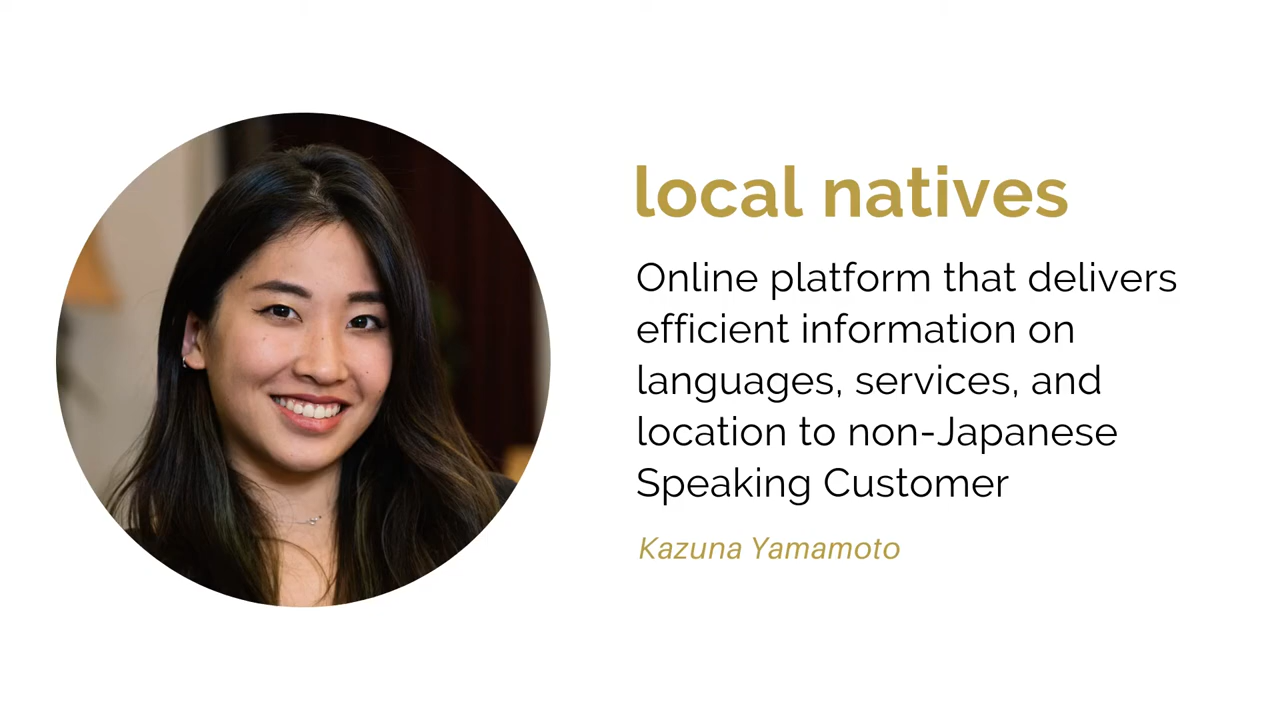 local natives
Online platform that delivers
efficient information on
languages, services, and
location to non-Japanese
Speaking Customer
Kazuna Yamamoto